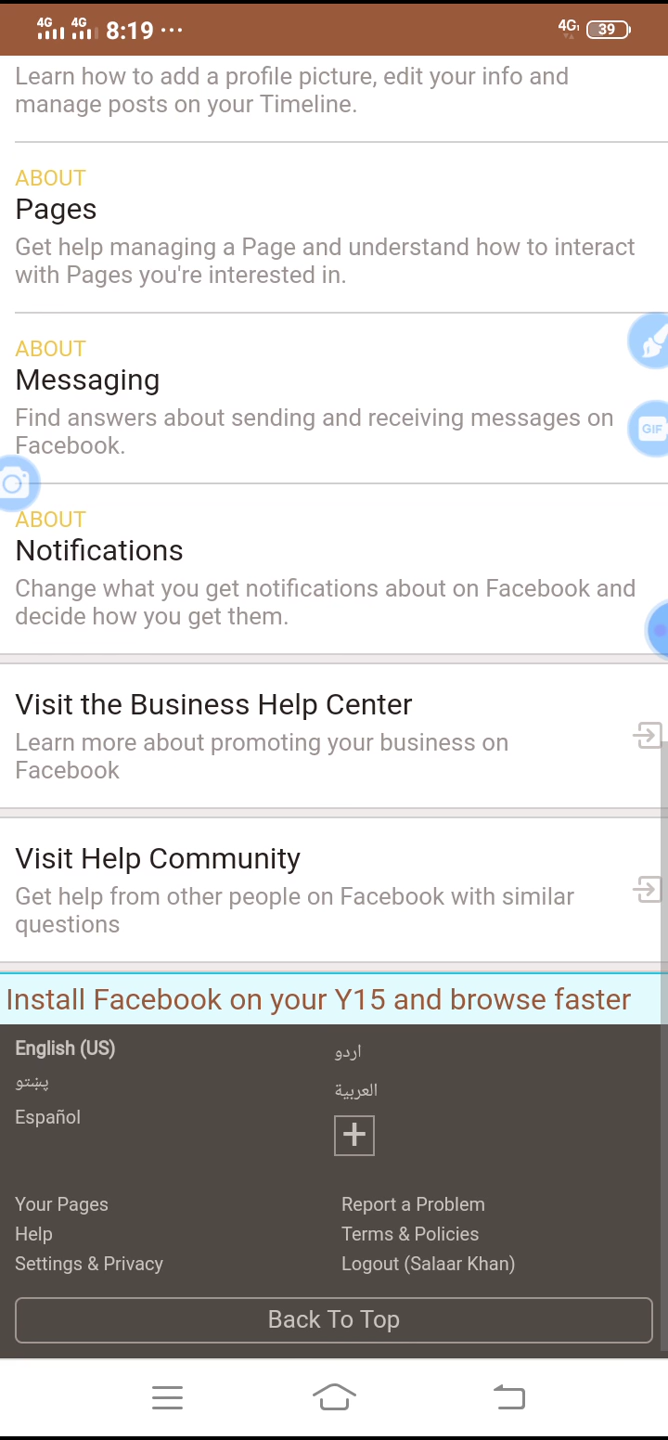 4G 4G 8:19 ... 4G 39
Learn how to add a profile picture, edit your info and
manage posts on your Timeline.
ABOUT
Pages
Get help managing a Page and understand how to interact
with Pages you're interested in.
ABOUT
Messaging
Find answers about sending and receiving messages on
Facebook.
GIF
ABOUT
Notifications
Change what you get notifications about on Facebook and
decide how you get them.
Visit the Business Help Center
Learn more about promoting your business on
Facebook
Visit Help Community
Get help from other people on Facebook with similar
questions
Install Facebook on your Y15 and browse faster
English (US)
اردو
پښتو
العربية
Español
+
Your Pages
Report a Problem
Help
Terms & Policies
Settings & Privacy
Logout (Salaar Khan)
Back To Top